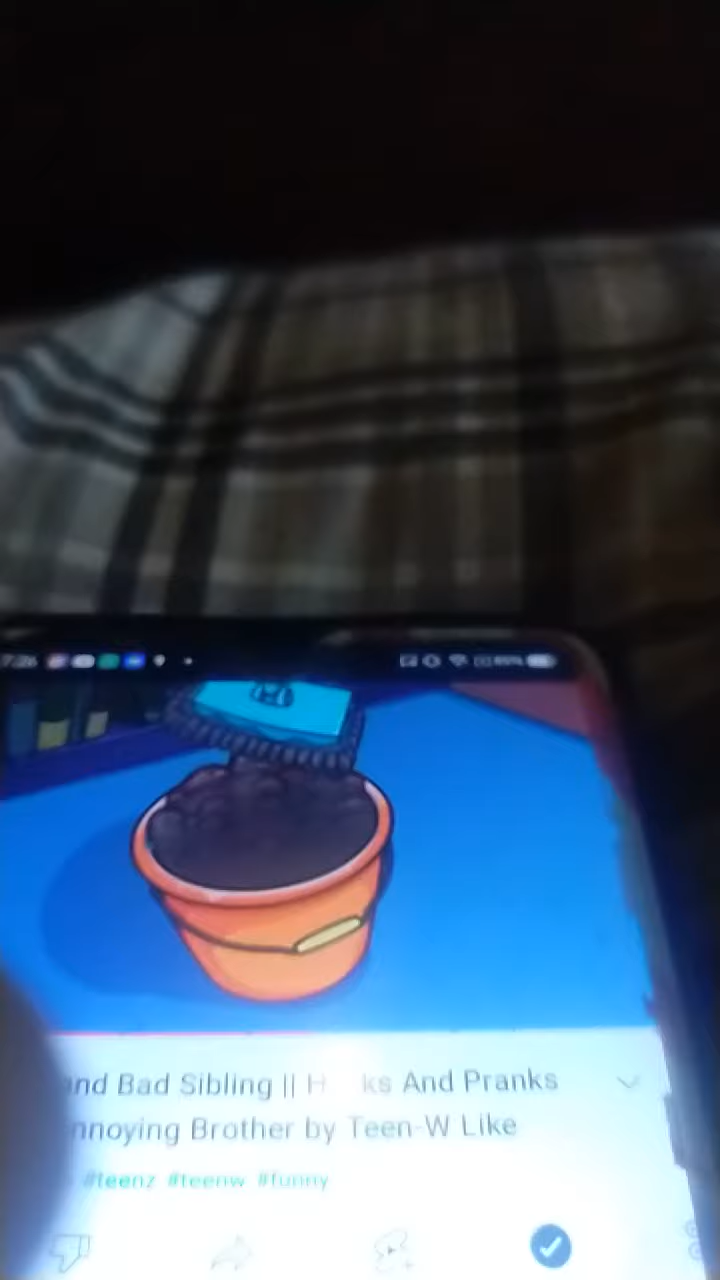 and Bad Sibling || H ks And Pranks
nnoying Brother by Teen-W Like
#teenz #teenw #funny